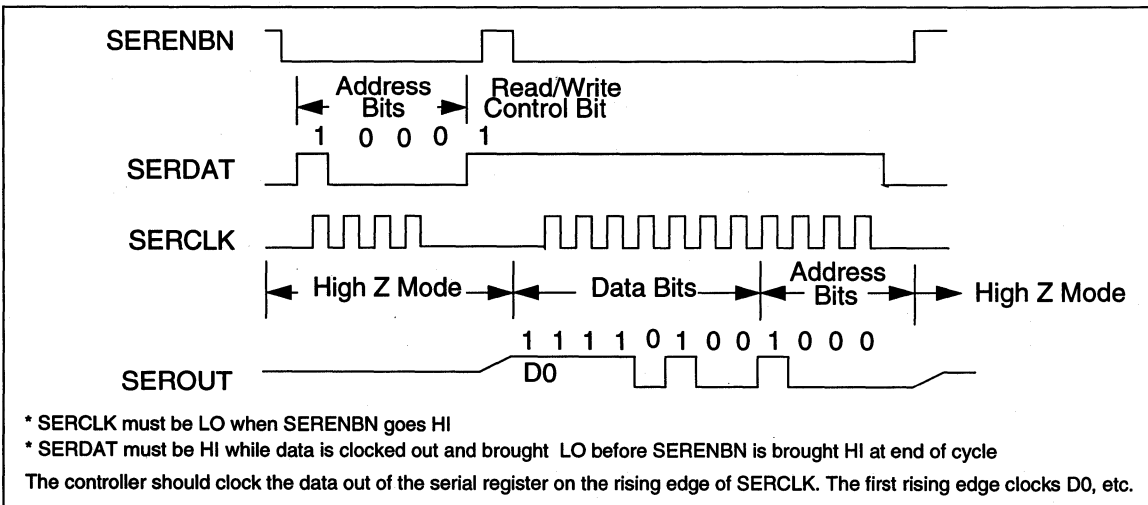 SERENBN
Address Read/Write
Bits Control Bit
1 0 0 0 1
SERDAT
SERCLK
High Z Mode Data Bits Address Bits High Z Mode
1 1 1 1 0 1 0 0 1 0 0 0
D0
SEROUT
* SERCLK must be LO when SERENBN goes HI
* SERDAT must be HI while data is clocked out and brought LO before SERENBN is brought HI at end of cycle
The controller should clock the data out of the serial register on the rising edge of SERCLK. The first rising edge clocks D0, etc.